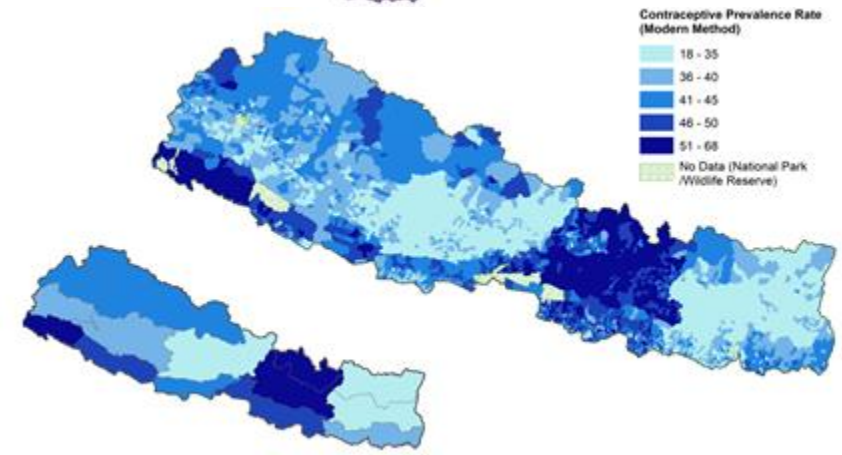 Contraceptive Prevalence Rate
(Modern Method)
18 - 35
36 - 40
41 - 45
46 - 50
51 - 68
No Data (National Park
/Wildlife Reserve)